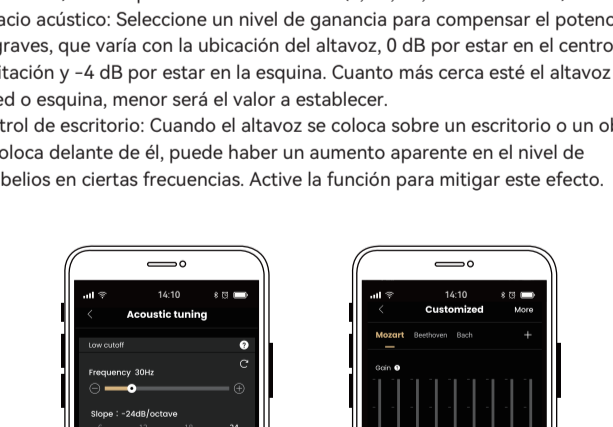 acio acústico: Seleccione un nivel de ganancia para compensar el potenc
graves, que varía con la ubicación del altavoz, 0 dB por estar en el centro
itación y -4 dB por estar en la esquina. Cuanto más cerca esté el altavoz
ed o esquina, menor será el valor a establecer.
trol de escritorio: Cuando el altavoz se coloca sobre un escritorio o un ob
oloca delante de él, puede haber un aumento aparente en el nivel de
belios en ciertas frecuencias. Active la función para mitigar este efecto.
14:10
Acoustic tuning
Low cutoff
Frequency 30Hz
Slope : -24dB/octave
14:10
Customized More
Mozart Beethoven Bach +
Gain